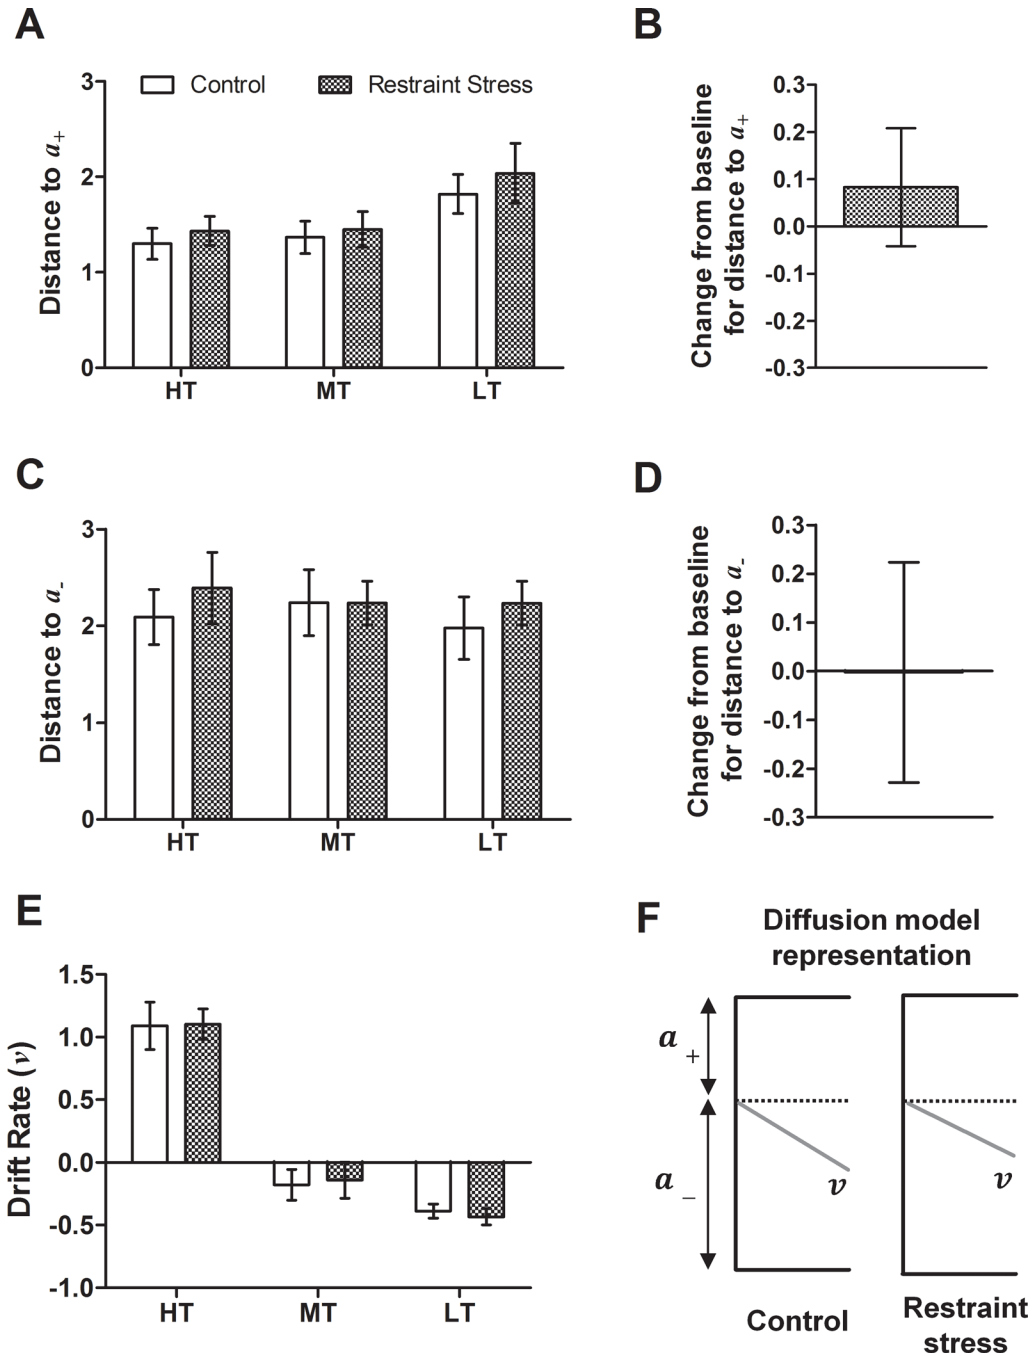 A
Control
Restraint Stress
Distance to a+
3
2
1
0
HT
MT
LT
B
Change from baseline
for distance to a+
0.3
0.2
0.1
0.0
-0.1
-0.2
-0.3
C
Distance to a-
3
2
1
0
HT
MT
LT
D
Change from baseline
for distance to a-
0.3
0.2
0.1
0.0
-0.1
-0.2
-0.3
E
Drift Rate (v)
1.5
1.0
0.5
0.0
-0.5
-1.0
HT
MT
LT
F
Diffusion model
representation
a +
a –
v
v
Control
Restraint
stress